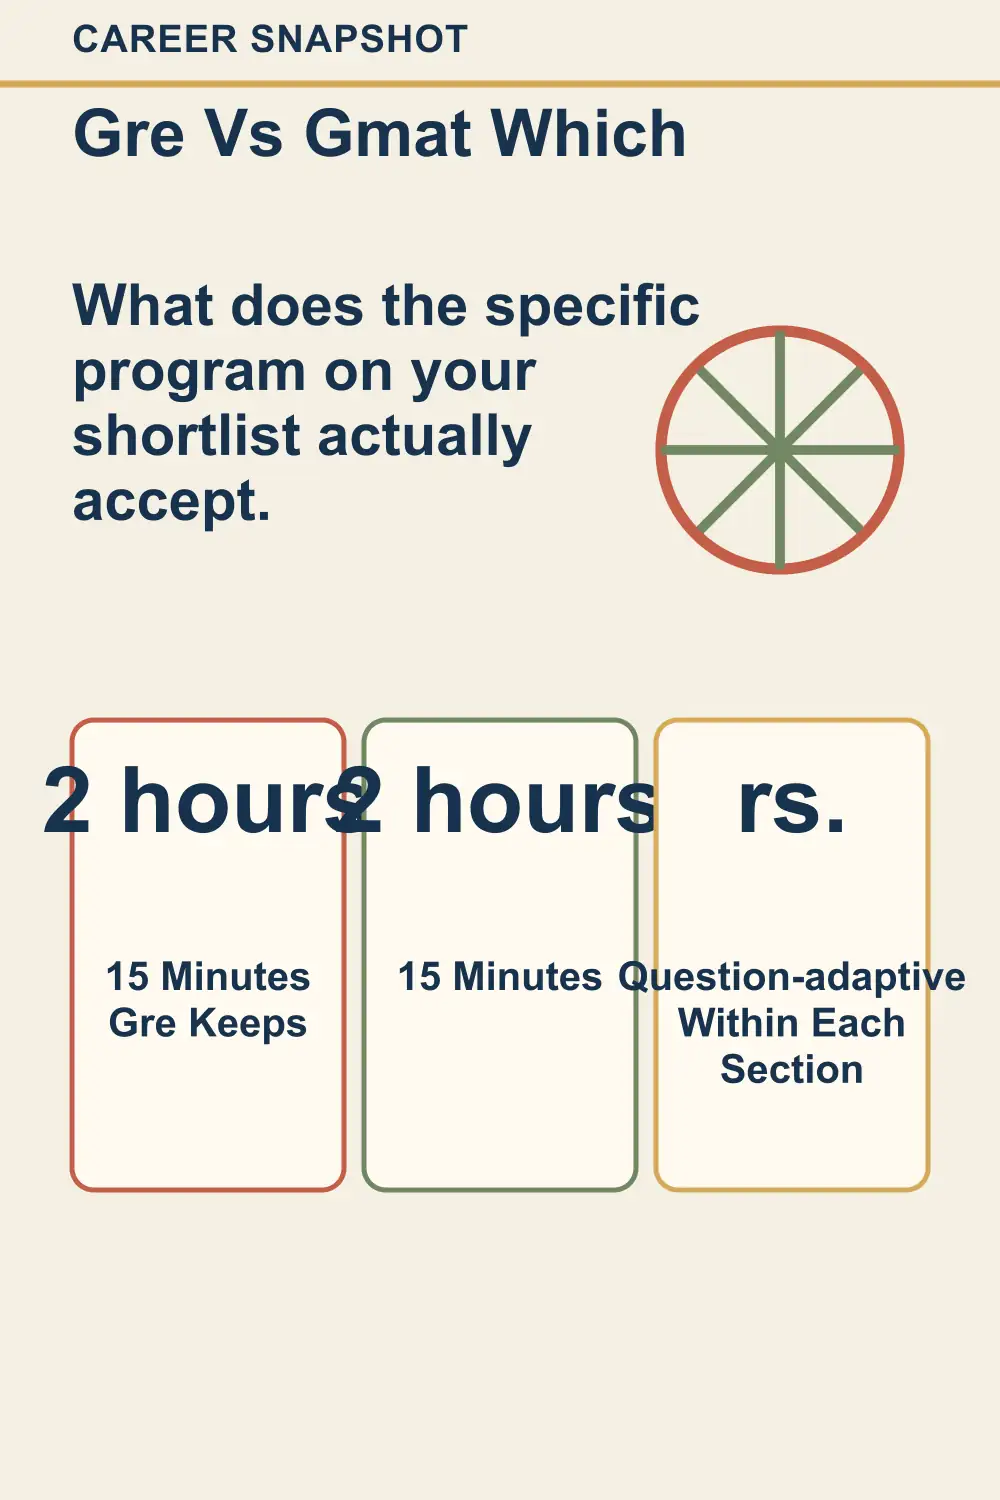 CAREER SNAPSHOT
Gre Vs Gmat Which
What does the specific
program on your
shortlist actually
accept.
2 hours
15 Minutes
Gre Keeps
2 hours
15 Minutes
rs.
Question-adaptive
Within Each
Section